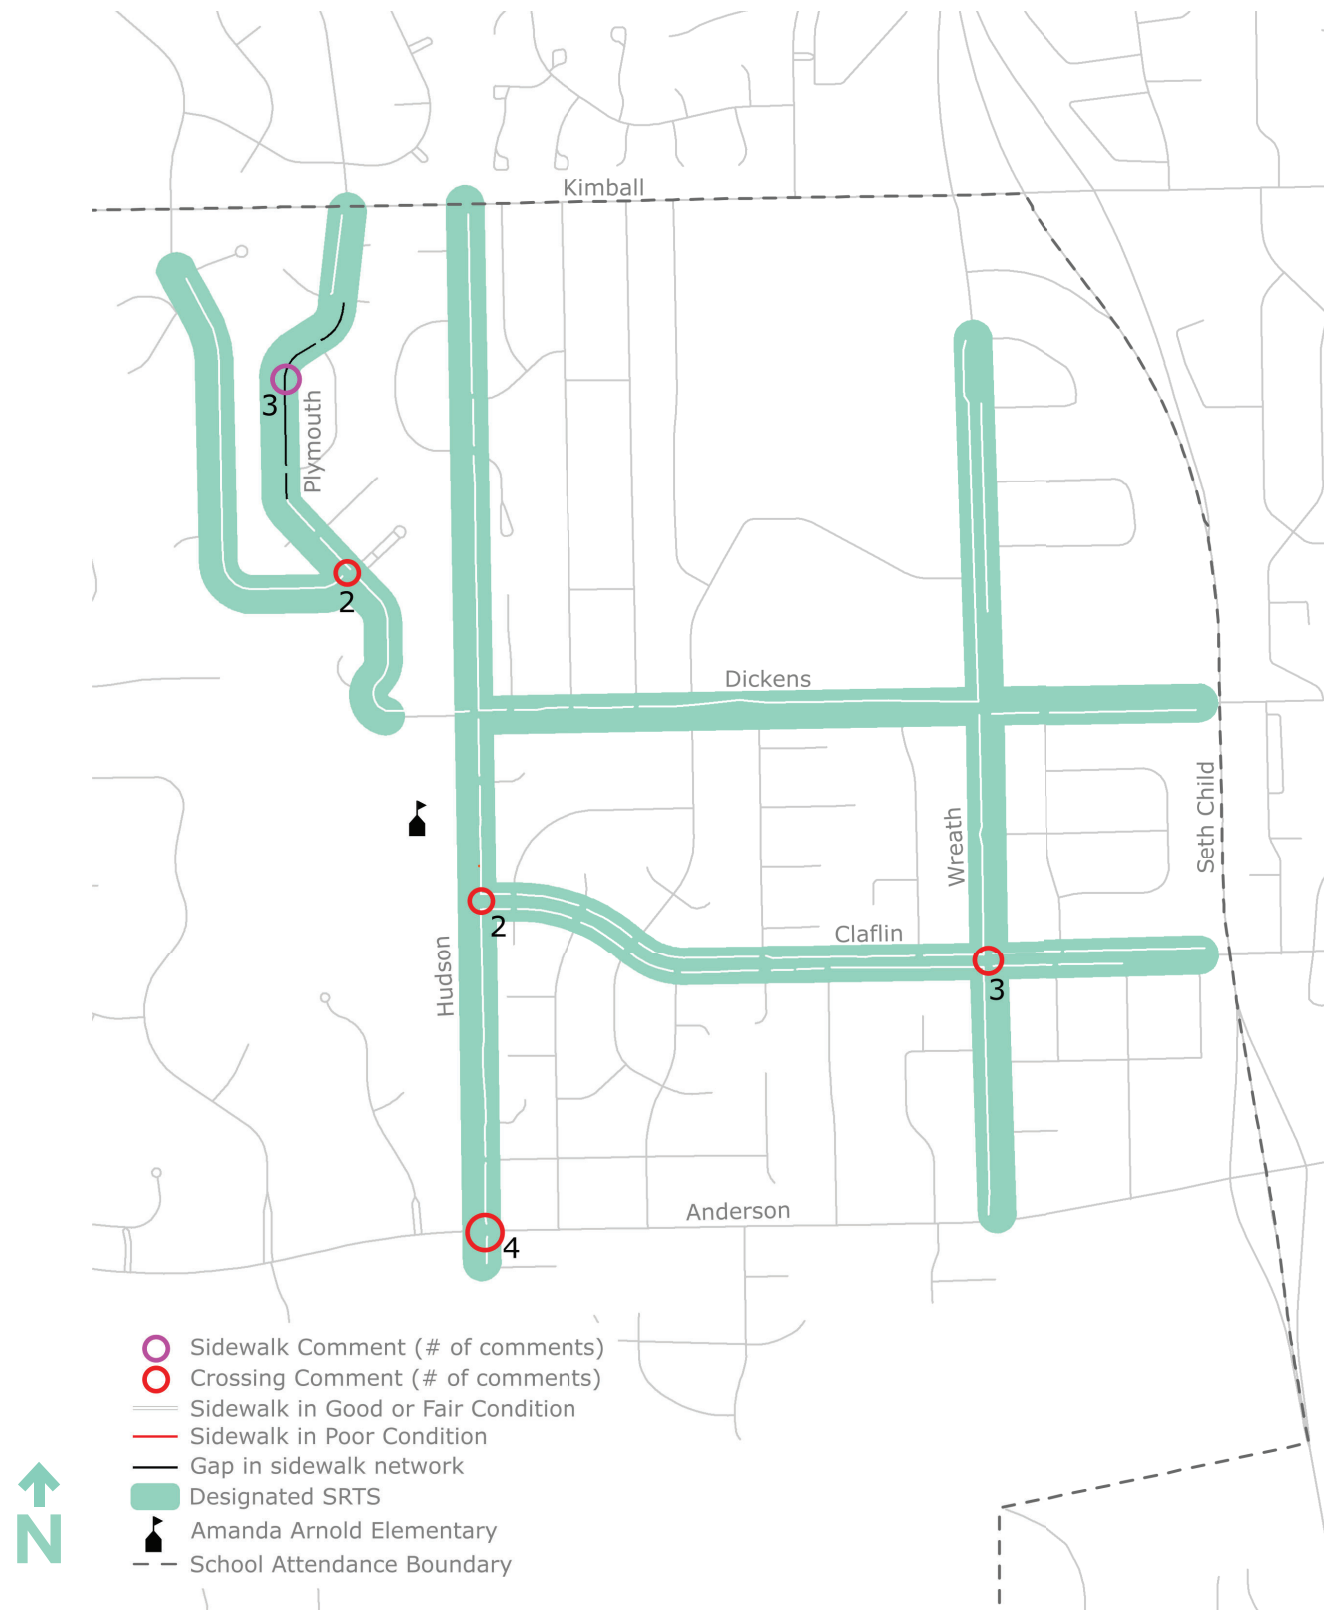 Kimball
3
Plymouth
2
Dickens
Seth Child
Wreath
2
Claflin
Hudson
3
Anderson
4
Sidewalk Comment (# of comments)
Crossing Comment (# of comments)
Sidewalk in Good or Fair Condition
Sidewalk in Poor Condition
Gap in sidewalk network
Designated SRTS
Amanda Arnold Elementary
School Attendance Boundary
N